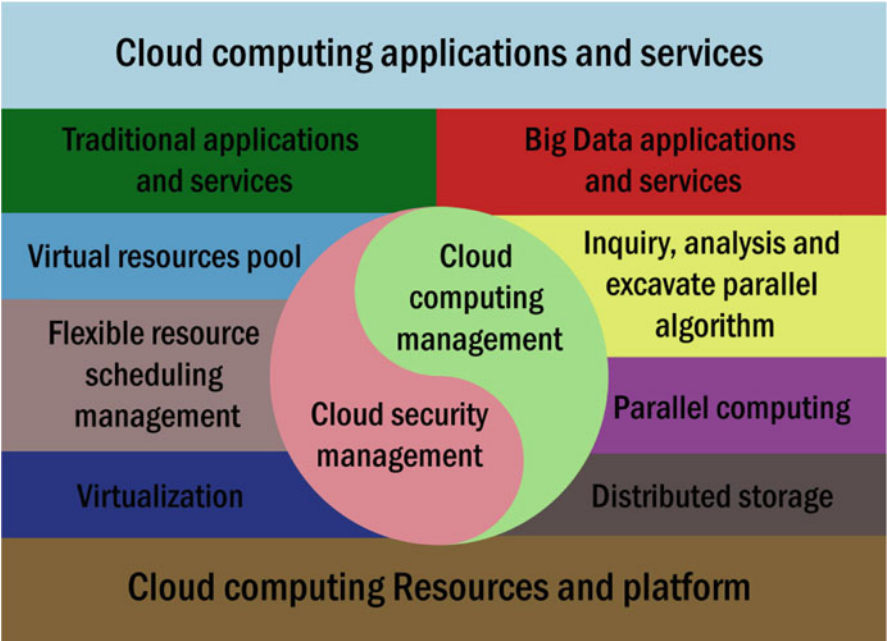 Cloud computing applications and services
Traditional applications
and services
Big Data applications
and services
Virtual resources pool
Cloud
computing
management
Inquiry, analysis and
excavate parallel
algorithm
Flexible resource
scheduling
management
Cloud security
management
Parallel computing
Virtualization
Distributed storage
Cloud computing Resources and platform